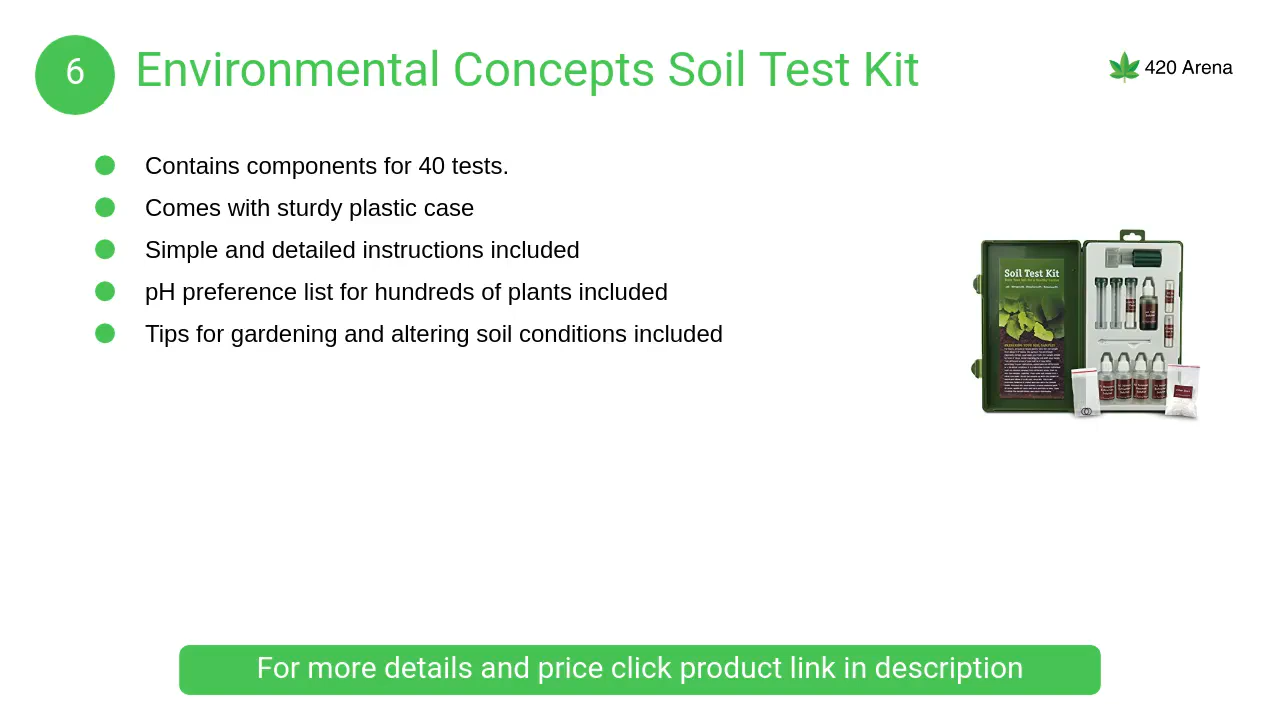 6
Environmental Concepts Soil Test Kit
420 Arena
Contains components for 40 tests.
Comes with sturdy plastic case
Simple and detailed instructions included
pH preference list for hundreds of plants included
Tips for gardening and altering soil conditions included
Soil Test Kit
For more details and price click product link in description